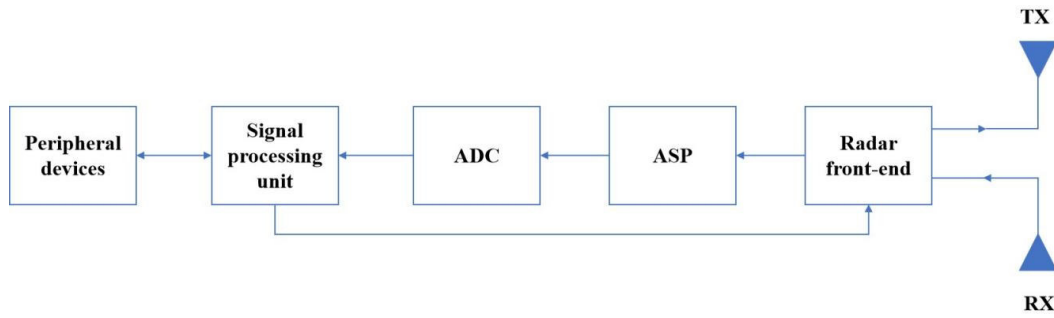 TX
Peripheral
devices
Signal
processing
unit
ADC
ASP
Radar
front-end
RX